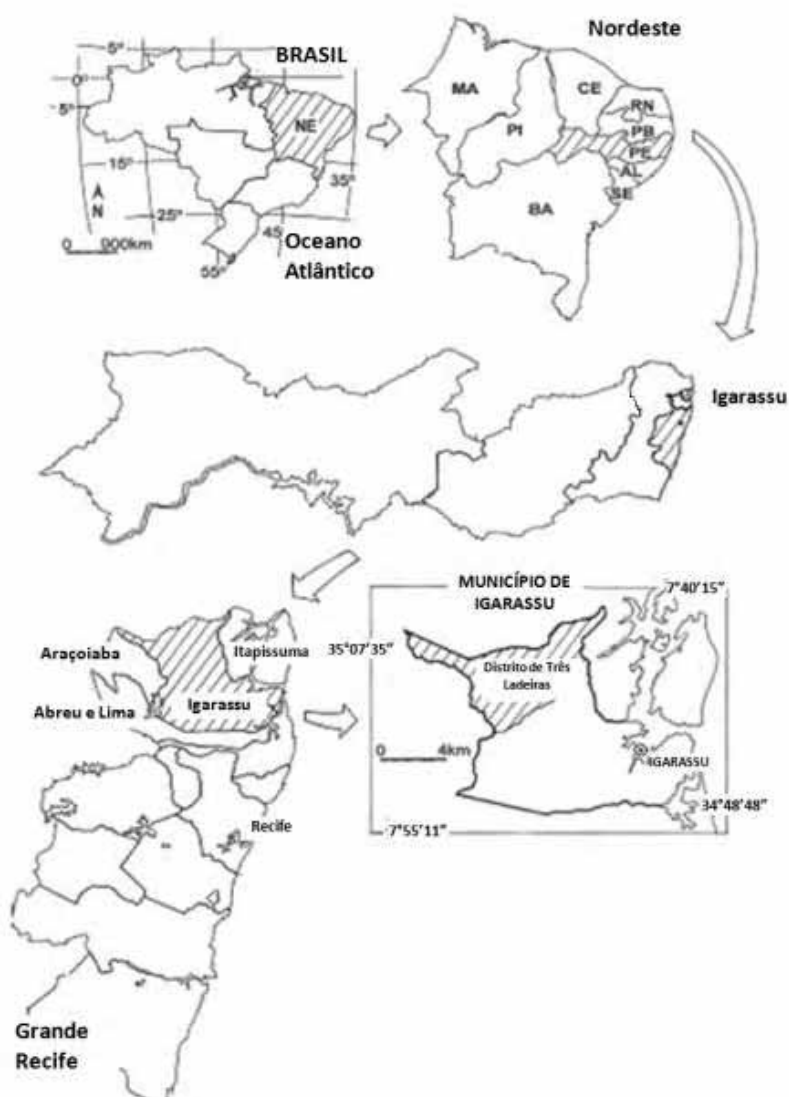 BRASIL
5°
0°
5°
NE
15°
35°
Â
N
25°
45
0 900km
55°
Oceano
Atlântico
Nordeste
MA
CE
RN
PI
PB
PE
AL
SE
BA
Igarassu
Araçoiaba
Itapissuma
Abreu e Lima
Igarassu
Recife
Grande
Recife
MUNICÍPIO DE
IGARASSU
7°40'15"
35°07'35"
Distrito de Três
Ladeiras
0 4km
IGARASSU
34°48'48"
7°55'11"